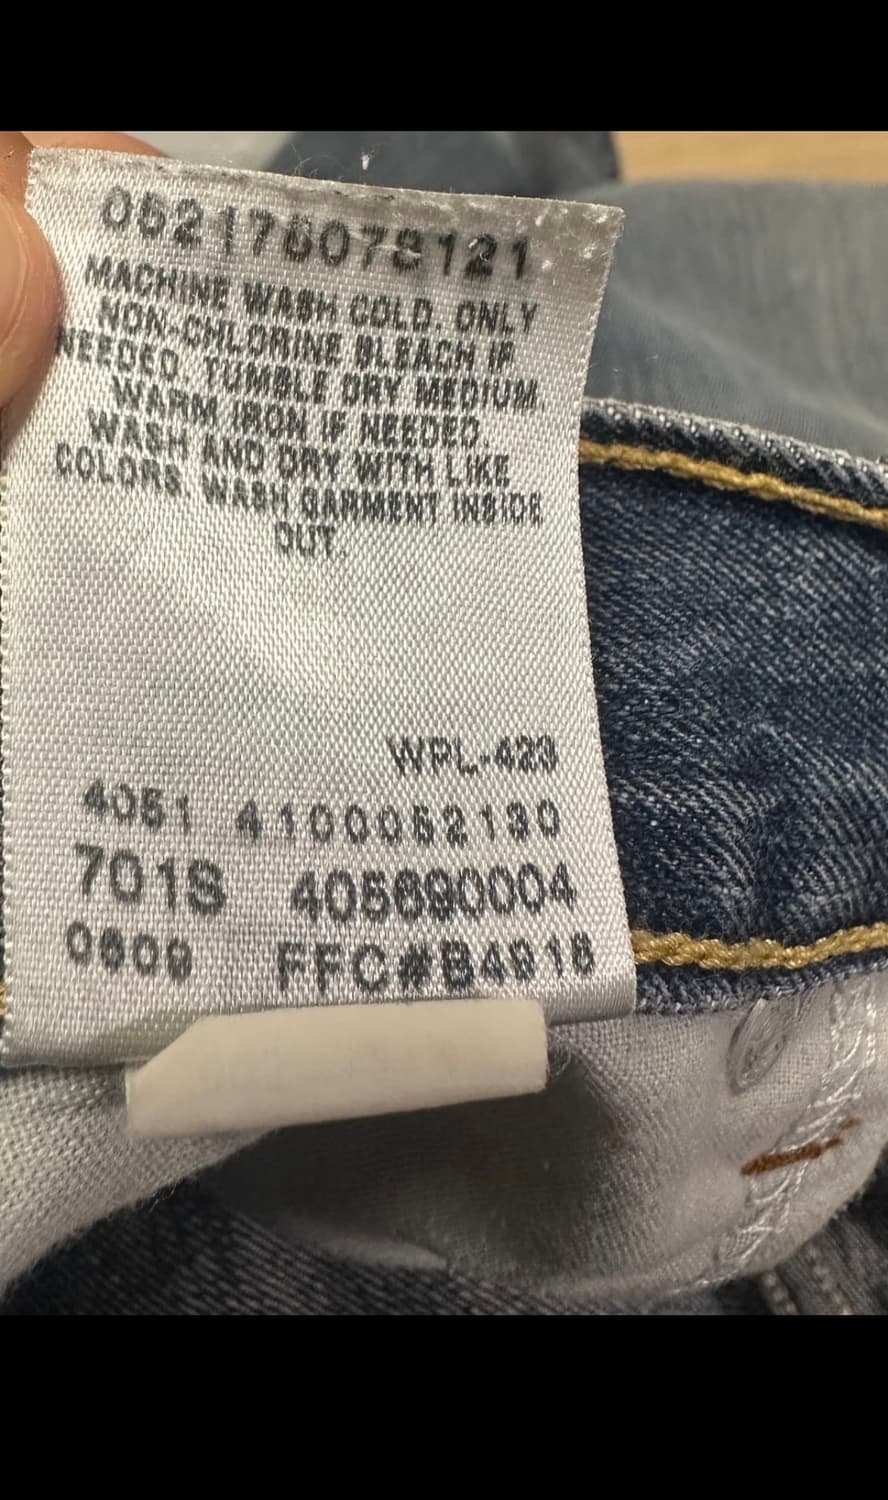 MACHINE WASH COLD. ONLY
NON-CHLORINE BLEACH IF
NEEDED. TUMBLE DRY MEDIUM.
WARM IRON IF NEEDED.
WASH AND DRY WITH LIKE
COLORS. WASH GARMENT INSIDE
OUT.
WPL-423
4051 4100052130
701S 405690004
0609 FFC#B4918